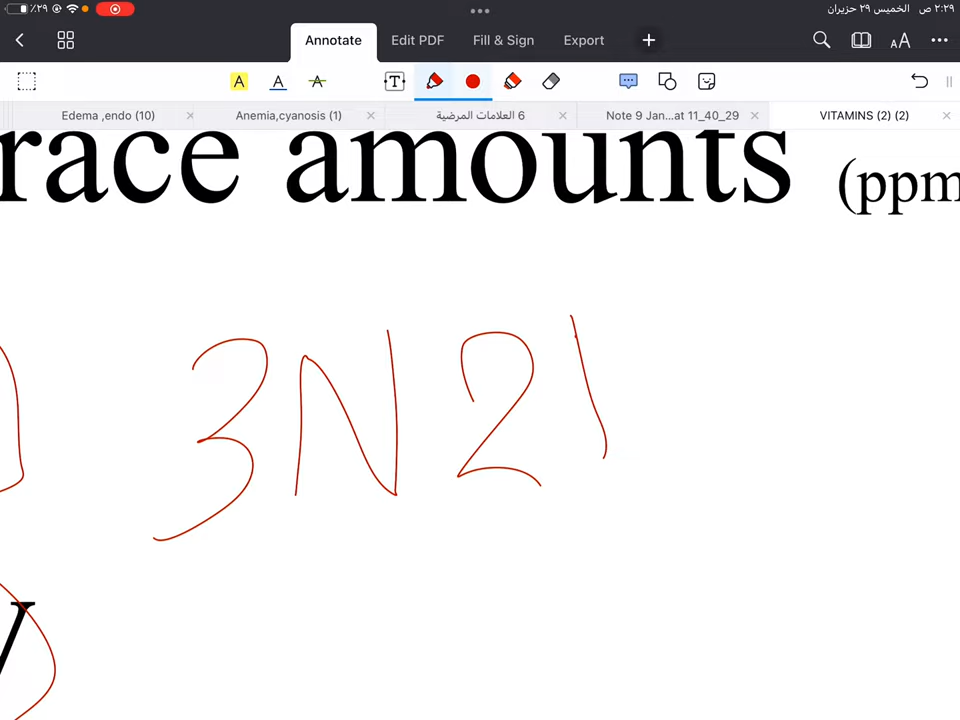 ٢:٢٩ ص الخميس ٢٩ حزيران
٪٢٩
Annotate Edit PDF Fill & Sign Export
Edema ,endo (10) Anemia,cyanosis (1) 6 العلامات المرضية Note 9 Jan...at 11_40_29 VITAMINS (2) (2)
race amounts (ppm
3N2\
y